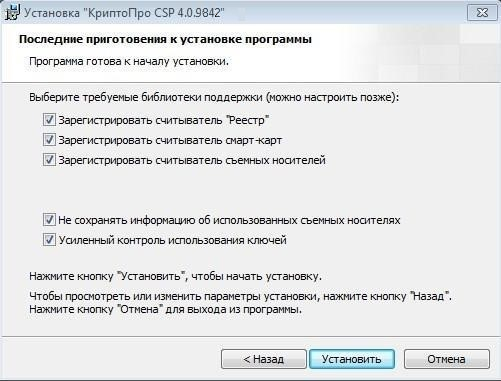 Установка "КриптоПро CSP 4.0.9842"
Последние приготовления к установке программы
Программа готова к началу установки.
Выберите требуемые библиотеки поддержки (можно настроить позже):
Зарегистрировать считыватель "Реестр"
Зарегистрировать считыватель смарт-карт
Зарегистрировать считыватель съемных носителей
Не сохранять информацию об использованных съемных носителях
Усиленный контроль использования ключей
Нажмите кнопку "Установить", чтобы начать установку.
Чтобы просмотреть или изменить параметры установки, нажмите кнопку "Назад".
Нажмите кнопку "Отмена" для выхода из программы.
< Назад Установить Отмена